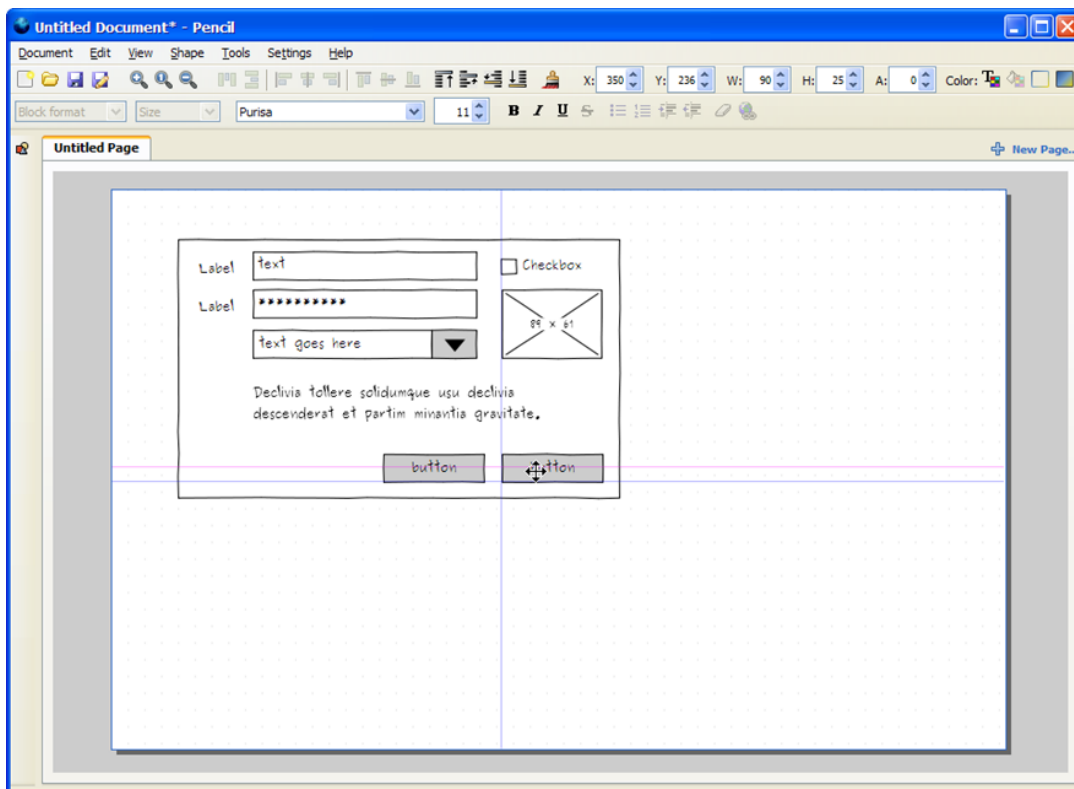 Untitled Document* - Pencil
Document Edit View Shape Tools Settings Help
X: 350 Y: 236 W: 90 H: 25 A: 0 Color:
Block format Size Purisa 11 B I U S
Untitled Page
New Page..
Label text Checkbox
Label **********
89 x 61
text goes here
Declivia tollere solidumque usu declivia
descenderat et partim minantia gravitate.
button button